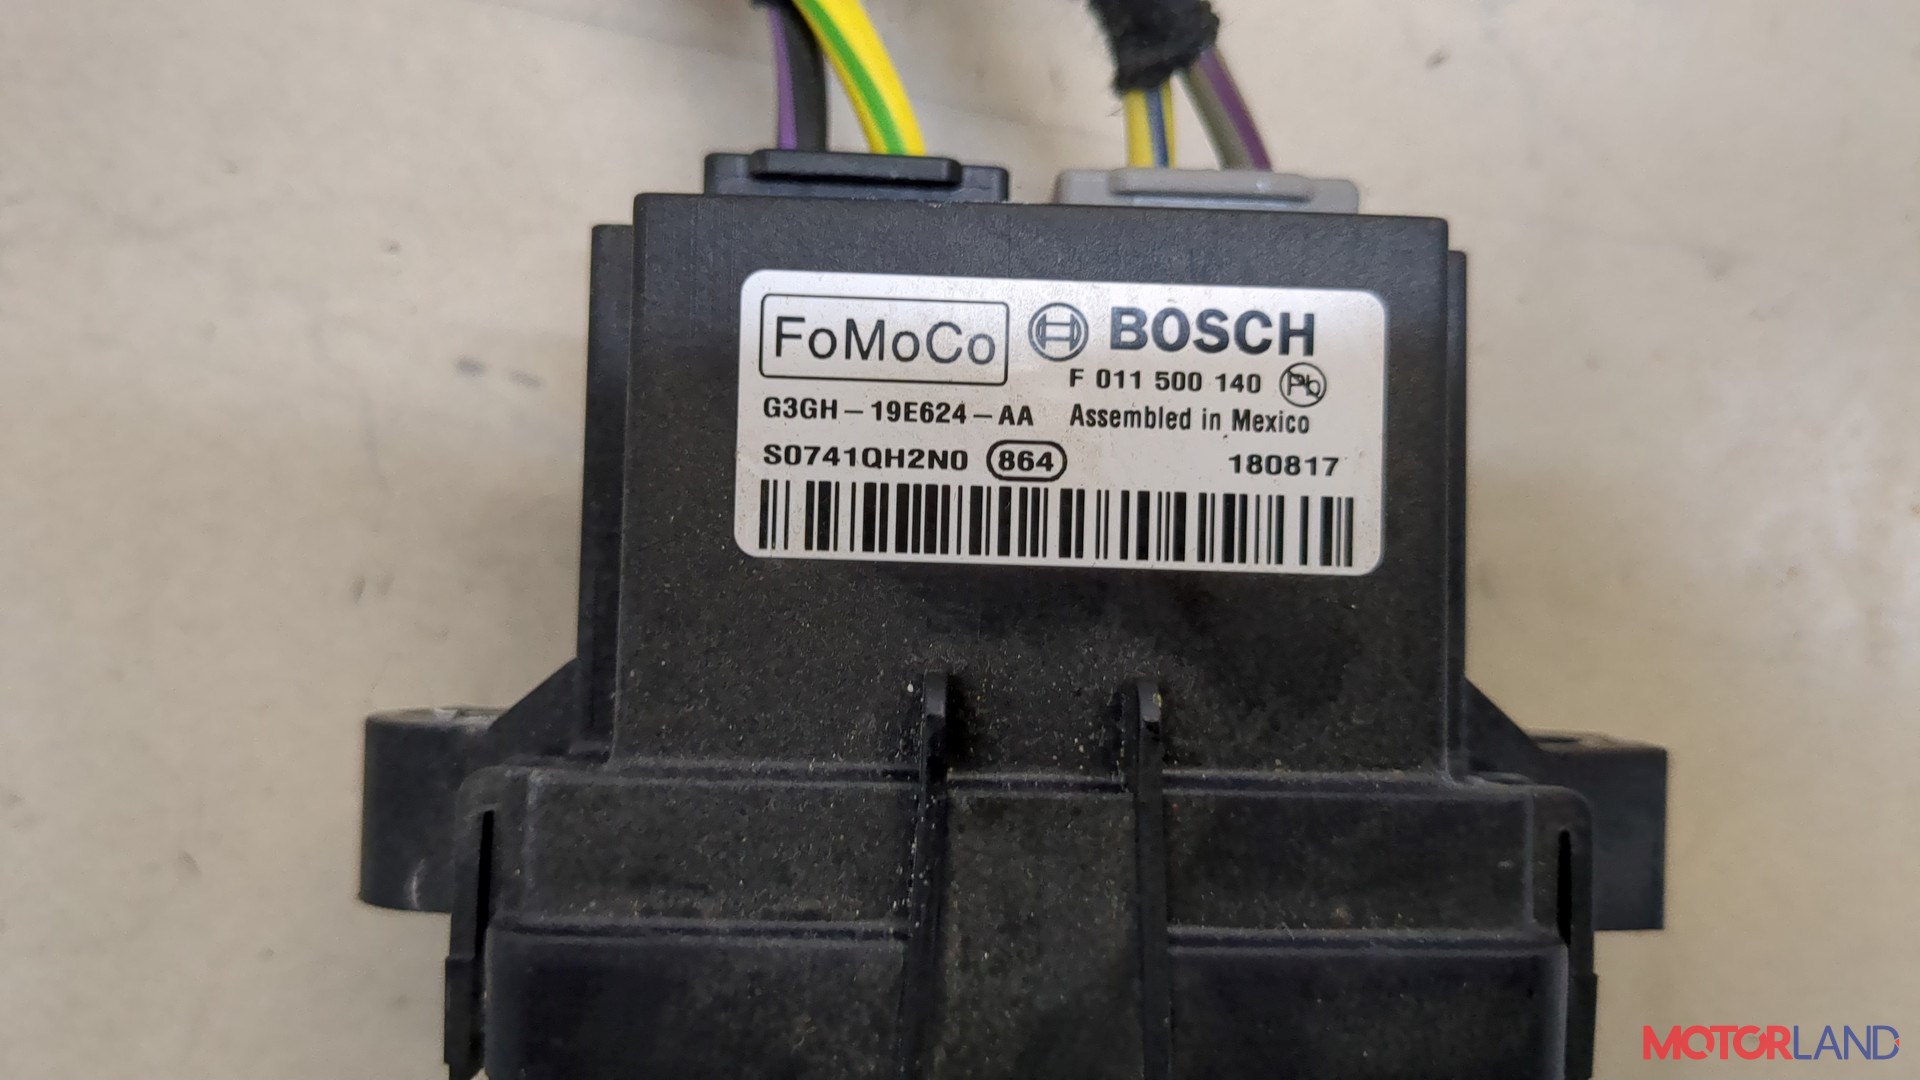 FoMoCo BOSCH
F 011 500 140 Pb
G3GH-19E624-AA Assembled in Mexico
S0741QH2N0 864 180817
MOTORLAND